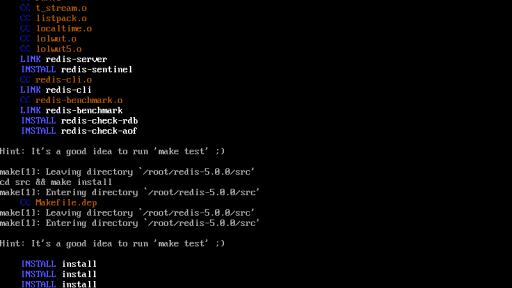 CC t_stream.o
CC listpack.o
CC localtime.o
CC lolwut.o
CC lolwut5.o
LINK redis-server
INSTALL redis-sentinel
CC redis-cli.o
LINK redis-cli
CC redis-benchmark.o
LINK redis-benchmark
INSTALL redis-check-rdb
INSTALL redis-check-aof
Hint: It's a good idea to run 'make test' ;)
make[1]: Leaving directory `/root/redis-5.0.0/src'
cd src && make install
make[1]: Entering directory `/root/redis-5.0.0/src'
CC Makefile.dep
make[1]: Leaving directory `/root/redis-5.0.0/src'
make[1]: Entering directory `/root/redis-5.0.0/src'
Hint: It's a good idea to run 'make test' ;)
INSTALL install
INSTALL install
INSTALL install